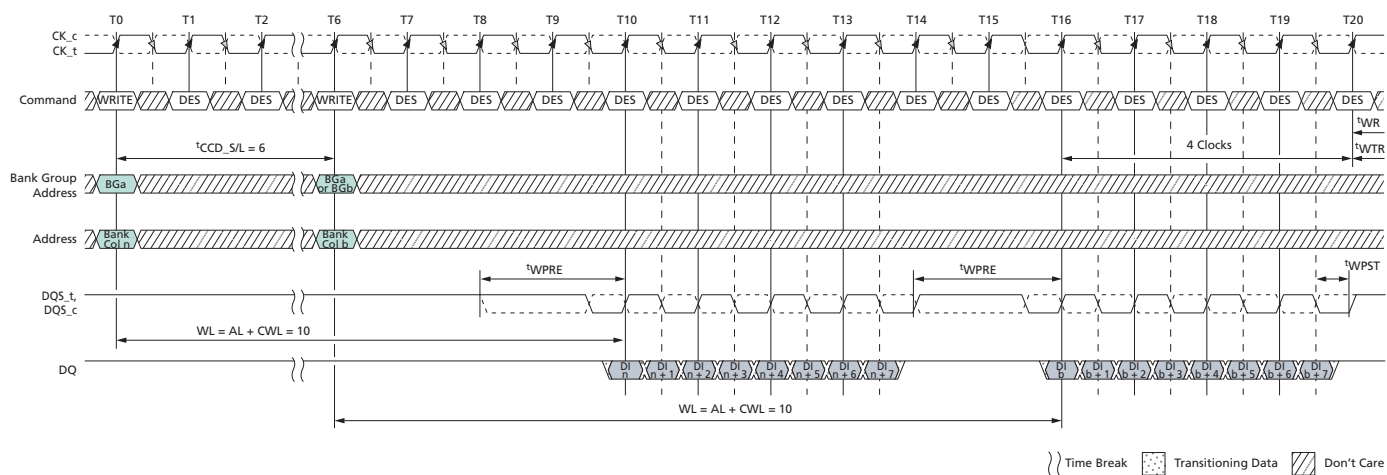 T0 T1 T2 T6 T7 T8 T9 T10 T11 T12 T13 T14 T15 T16 T17 T18 T19 T20
CK_c
CK_t
Command WRITE DES DES WRITE DES DES DES DES DES DES DES DES DES DES DES DES DES DES
tWR
tCCD_S/L = 6
4 Clocks
tWTR
Bank Group
Address
BGa
BGa
or BGb
Address
Bank
Col n
Bank
Col b
tWPRE
tWPRE
tWPST
DQS_t,
DQS_c
WL = AL + CWL = 10
DQ
DI
n
DI
n + 1
DI
n + 2
DI
n + 3
DI
n + 4
DI
n + 5
DI
n + 6
DI
n + 7
DI
b
DI
b + 1
DI
b + 2
DI
b + 3
DI
b + 4
DI
b + 5
DI
b + 6
DI
b + 7
WL = AL + CWL = 10
Time Break Transitioning Data Don't Care